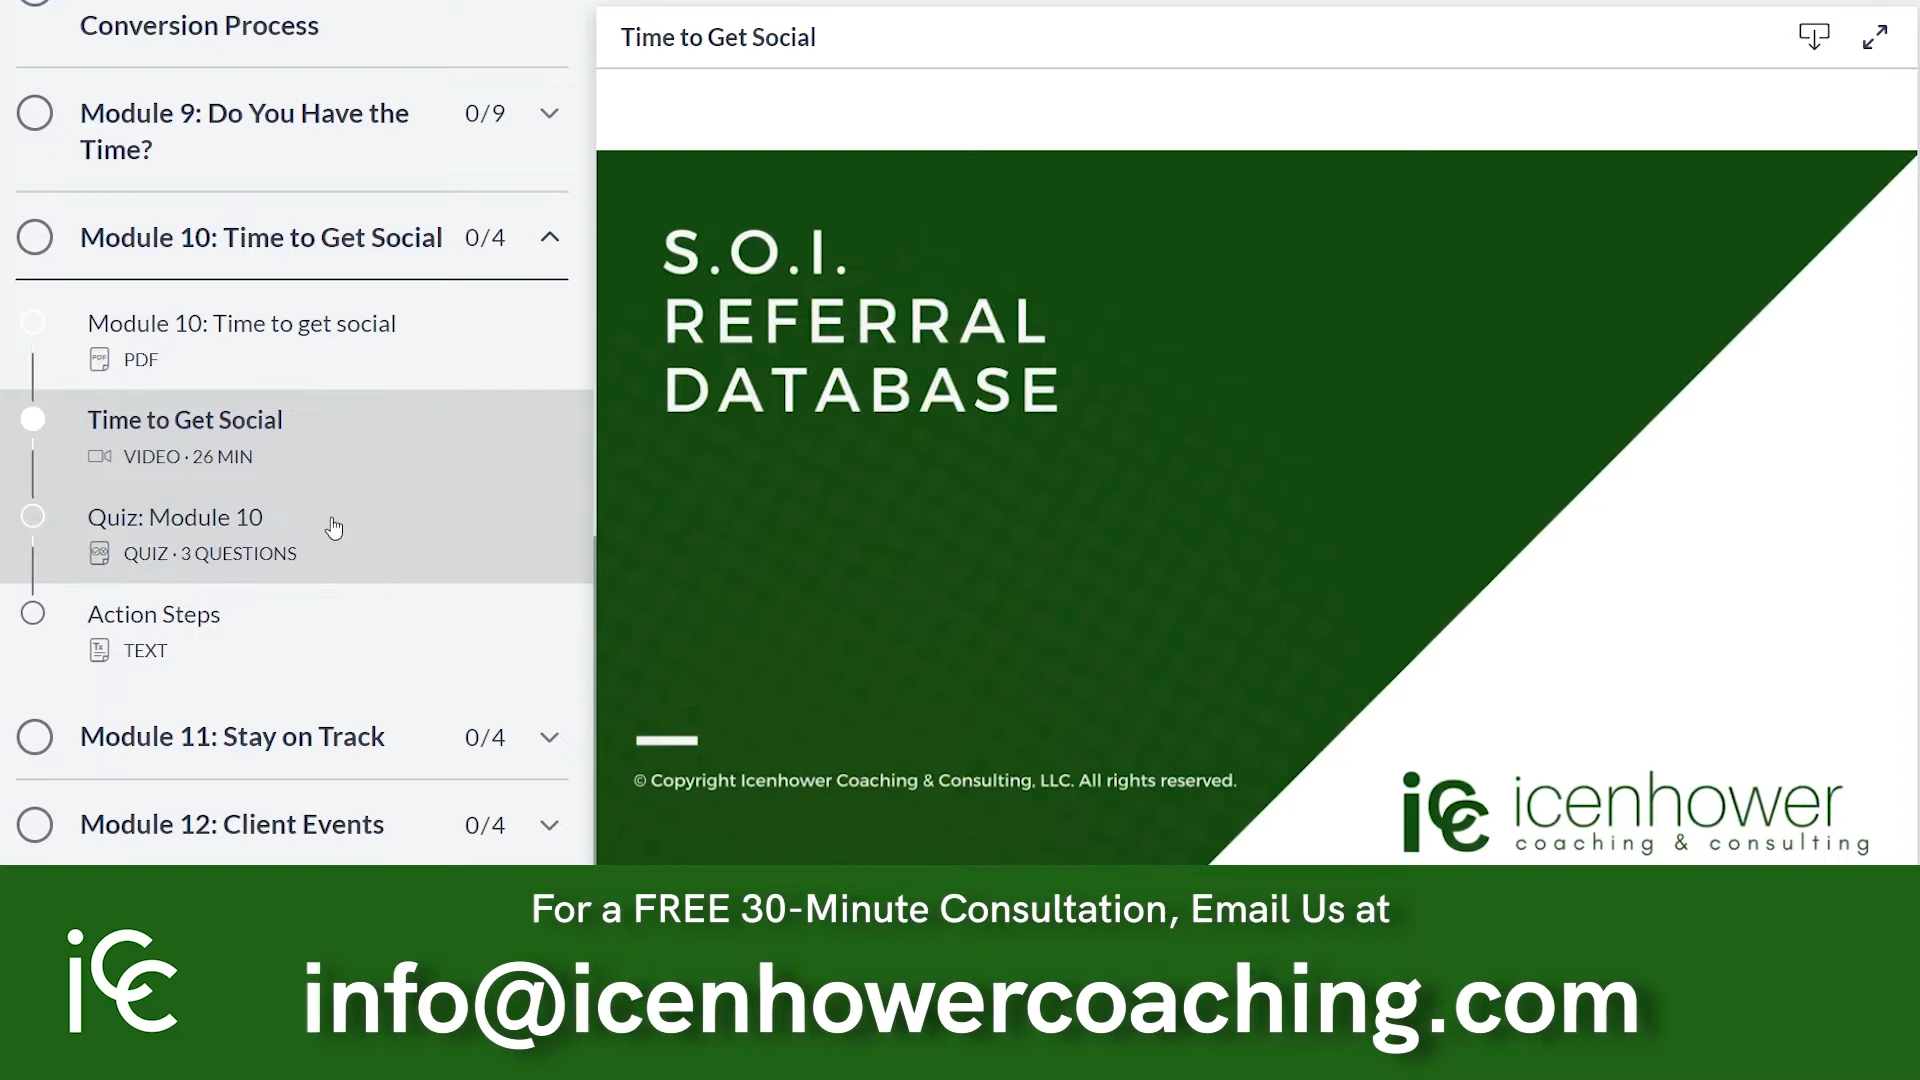 Conversion Process
Module 9: Do You Have the
Time?
0/9
Module 10: Time to Get Social
0/4
Module 10: Time to get social
PDF
PDF
Time to Get Social
VIDEO · 26 MIN
Quiz: Module 10
QUIZ · 3 QUESTIONS
Action Steps
Tx
TEXT
Module 11: Stay on Track
0/4
Module 12: Client Events
0/4
Time to Get Social
S.O.I.
REFERRAL
DATABASE
© Copyright Icenhower Coaching & Consulting, LLC. All rights reserved.
icc
icenhower
coaching & consulting
icc
For a FREE 30-Minute Consultation, Email Us at
info@icenhowercoaching.com